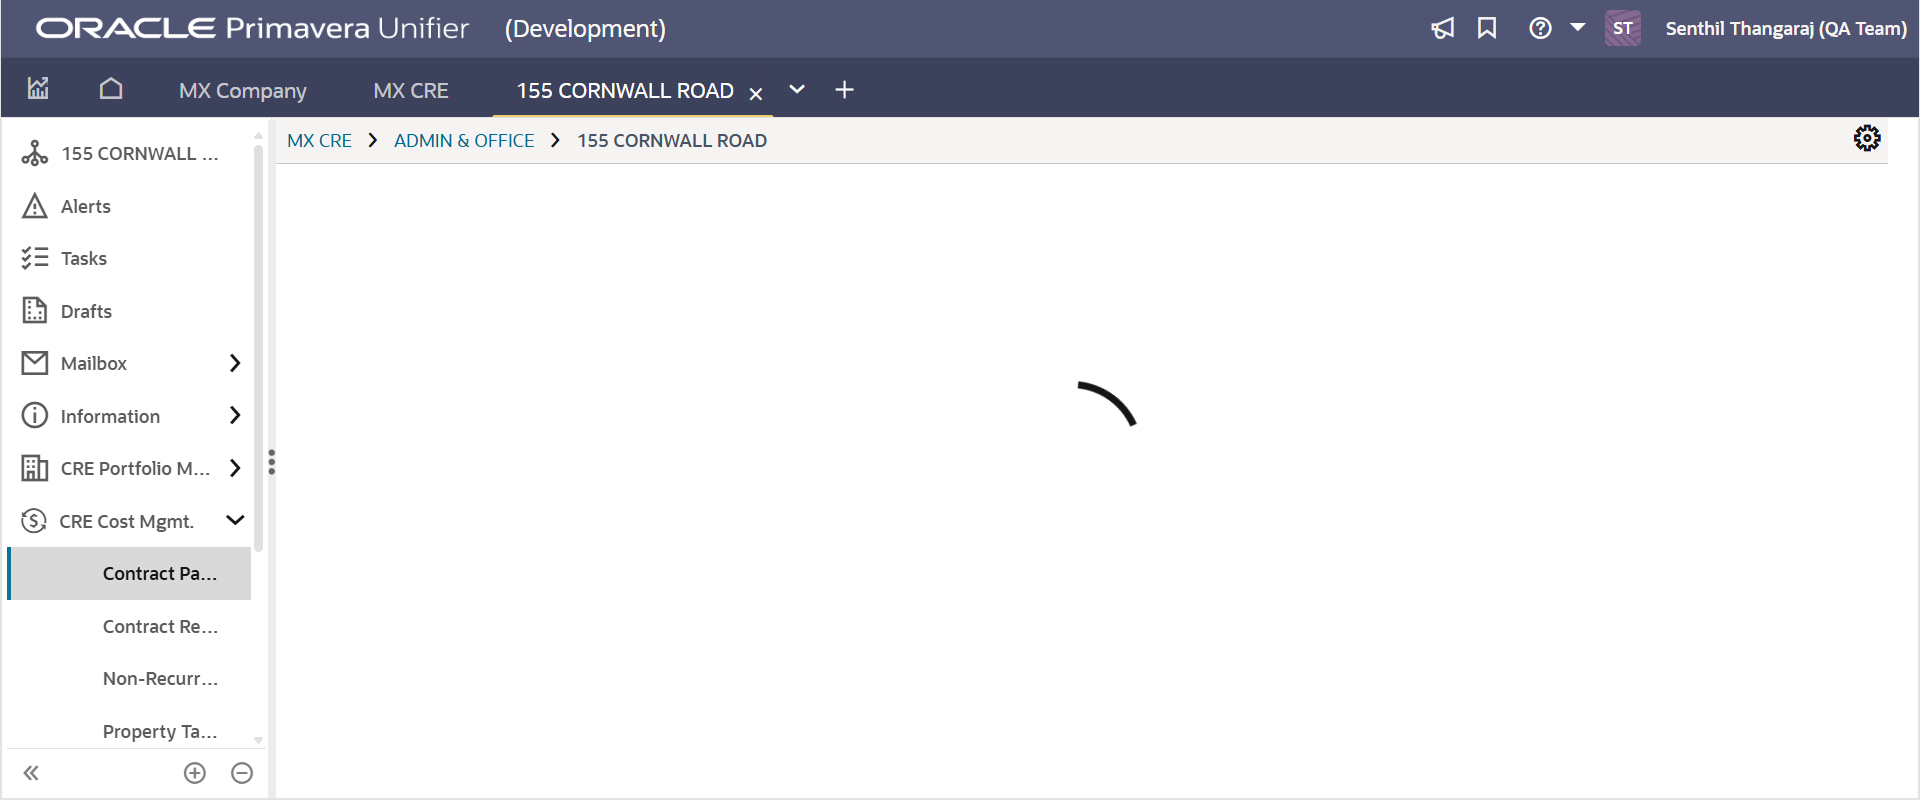 ORACLE Primavera Unifier (Development)
ST Senthil Thangaraj (QA Team)
MX Company MX CRE 155 CORNWALL ROAD
MX CRE ADMIN & OFFICE 155 CORNWALL ROAD
155 CORNWALL ...
Alerts
Tasks
Drafts
Mailbox
Information
CRE Portfolio M...
CRE Cost Mgmt.
Contract Pa...
Contract Re...
Non-Recurr...
Property Ta...